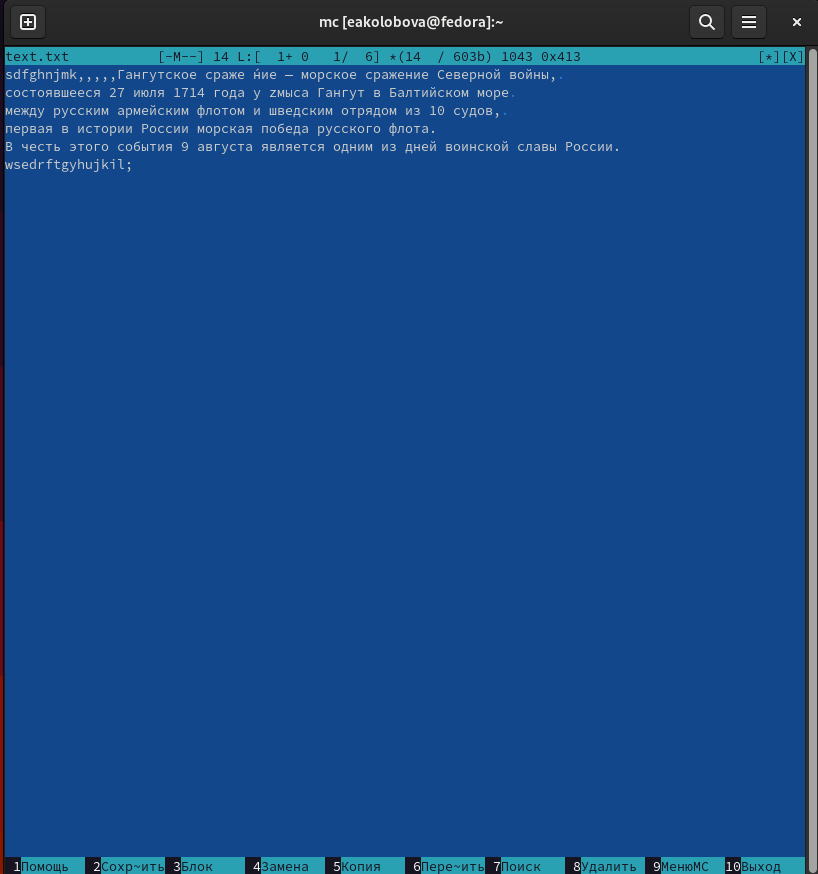 mc [eakolobova@fedora]:~
text.txt [-M--] 14 L:[ 1+ 0 1/ 6] *(14 / 603b) 1043 0x413 [*][X]
sdfghnjmk,,,,,Гангутское сраже́ние — морское сражение Северной войны,.
состоявшееся 27 июля 1714 года у zмыса Гангут в Балтийском море.
между русским армейским флотом и шведским отрядом из 10 судов,.
первая в истории России морская победа русского флота.
В честь этого события 9 августа является одним из дней воинской славы России.
wsedrftgyhujkil;
1Помощь 2Сохр~ить 3Блок 4Замена 5Копия 6Пере~ить 7Поиск 8Удалить 9МенюMC 10Выход